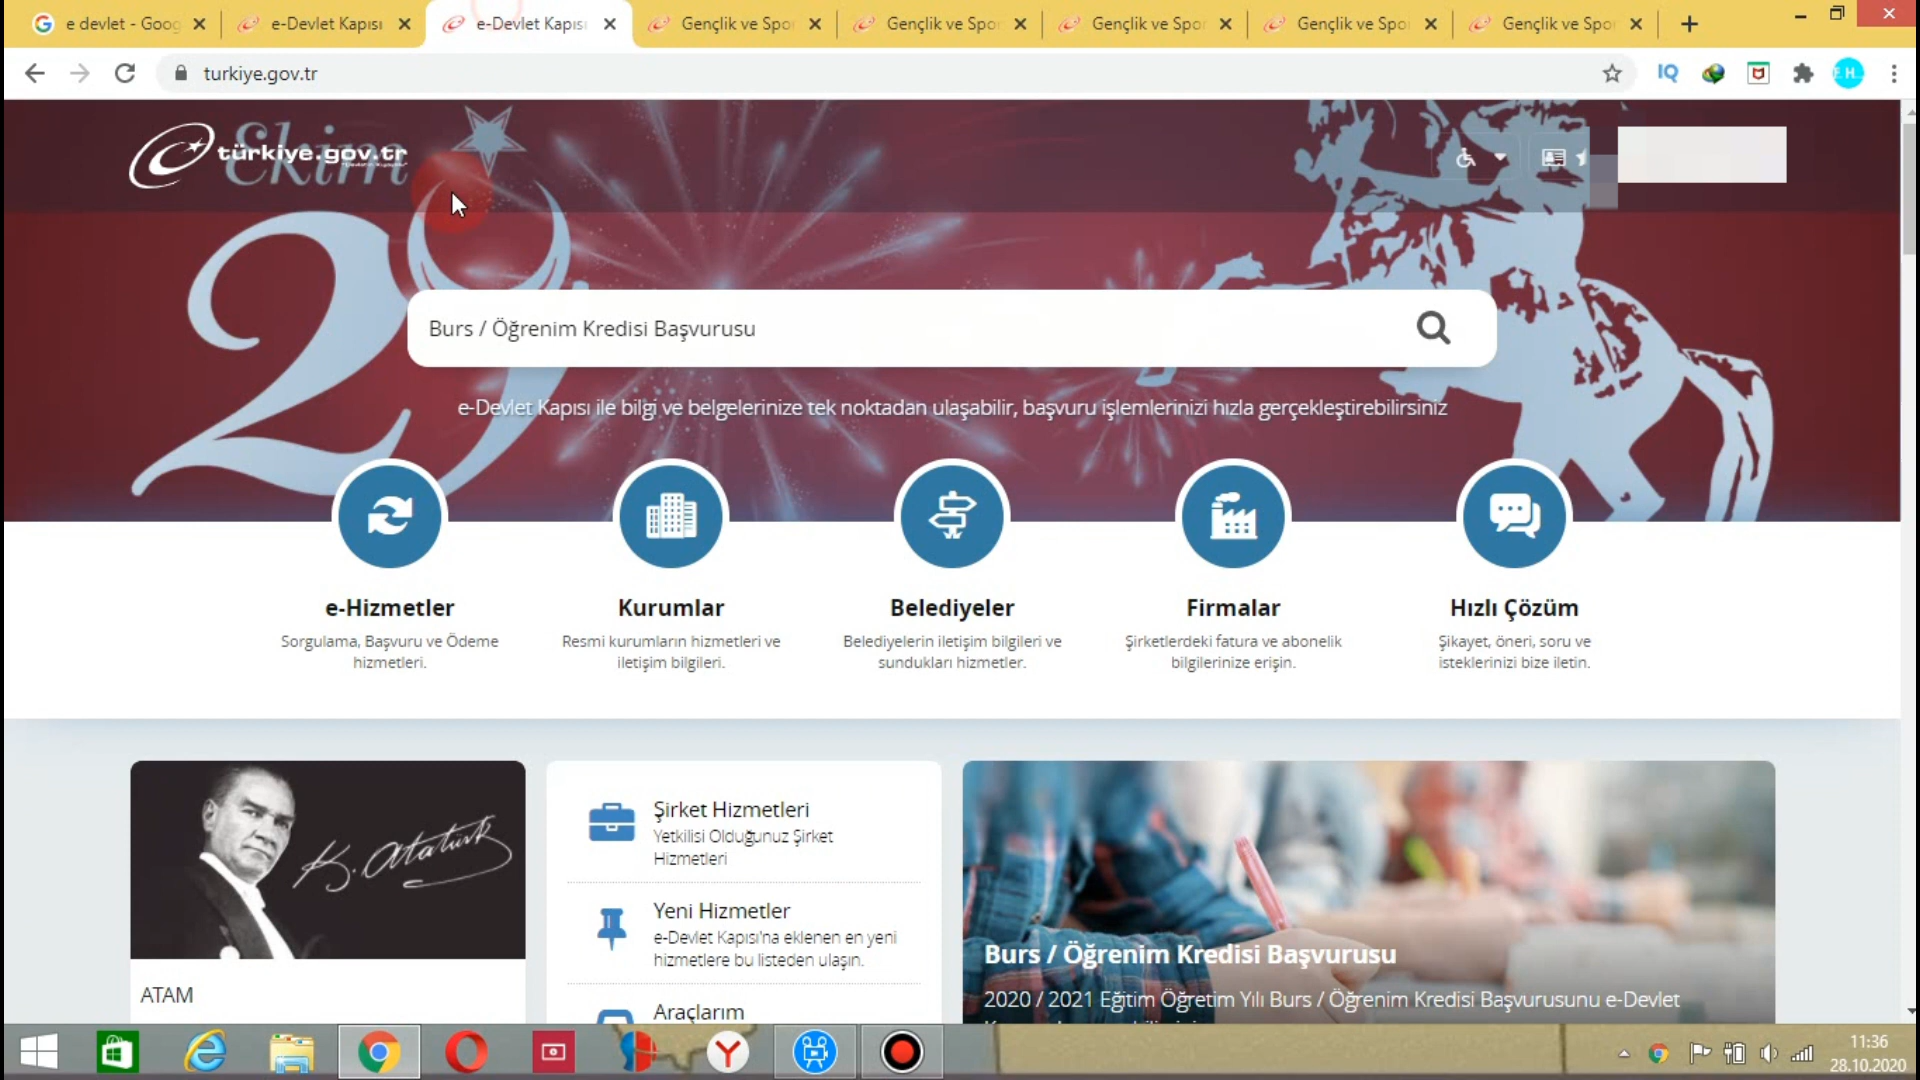 e devlet - Goog
e-Devlet Kapısı
e-Devlet Kapısı
Gençlik ve Spor
Gençlik ve Spor
Gençlik ve Spor
Gençlik ve Spor
Gençlik ve Spor
turkiye.gov.tr
IQ
Ekim
türkiye.gov.tr
29
Burs / Öğrenim Kredisi Başvurusu
e-Devlet Kapısı ile bilgi ve belgelerinize tek noktadan ulaşabilir, başvuru işlemlerinizi hızla gerçekleştirebilirsiniz
e-Hizmetler
Sorgulama, Başvuru ve Ödeme
hizmetleri.
Kurumlar
Resmi kurumların hizmetleri ve
iletişim bilgileri.
Belediyeler
Belediyelerin iletişim bilgileri ve
sundukları hizmetler.
Firmalar
Şirketlerdeki fatura ve abonelik
bilgilerinize erişin.
Hızlı Çözüm
Şikayet, öneri, soru ve
isteklerinizi bize iletin.
K. Atatürk
ATAM
Şirket Hizmetleri
Yetkilisi Olduğunuz Şirket
Hizmetleri
Yeni Hizmetler
e-Devlet Kapısı'na eklenen en yeni
hizmetlere bu listeden ulaşın.
Araçlarım
Burs / Öğrenim Kredisi Başvurusu
2020 / 2021 Eğitim Öğretim Yılı Burs / Öğrenim Kredisi Başvurusunu e-Devlet
11:36
28.10.2020